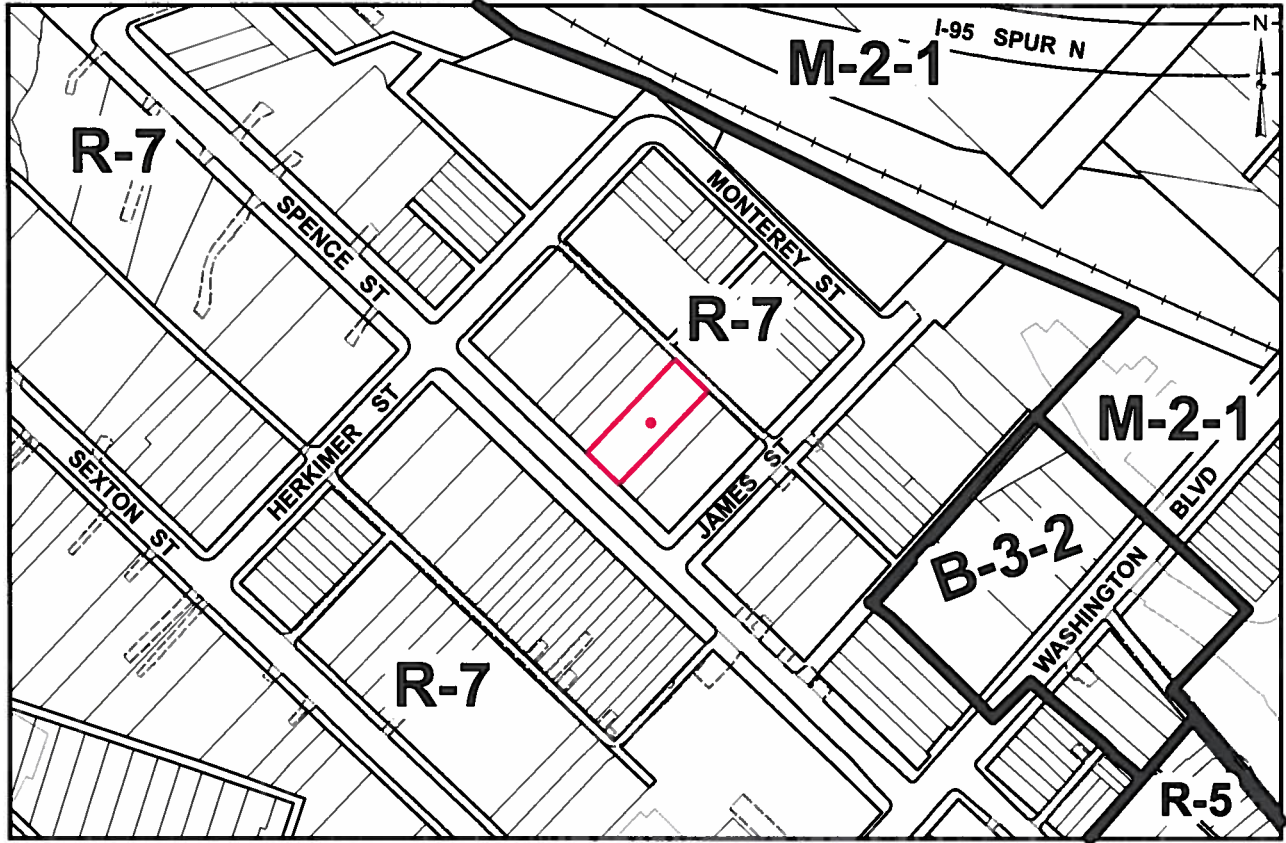 I-95 SPUR N
N
M-2-1
R-7
MONTEREY ST
SPENCE ST
R-7
M-2-1
HERKIMER ST
SEXTON ST
JAMES ST
BLVD
B-3-2
WASHINGTON
R-7
R-5